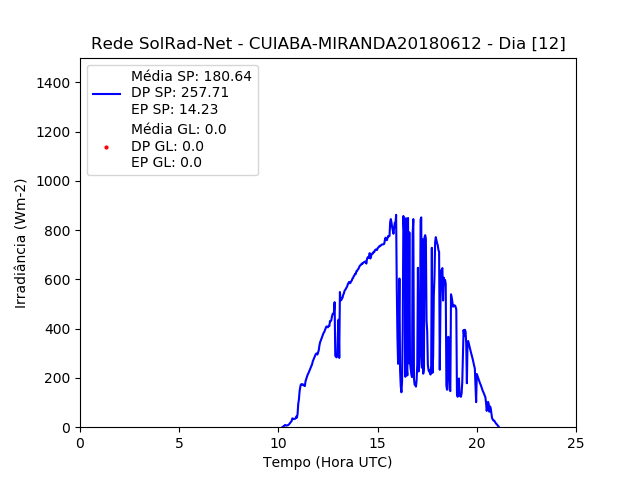 Rede SolRad-Net - CUIABA-MIRANDA20180612 - Dia [12]
Média SP: 180.64
DP SP: 257.71
EP SP: 14.23
Média GL: 0.0
DP GL: 0.0
EP GL: 0.0
Irradiância (Wm-2)
1400
1200
1000
800
600
400
200
0
0 5 10 15 20 25
Tempo (Hora UTC)